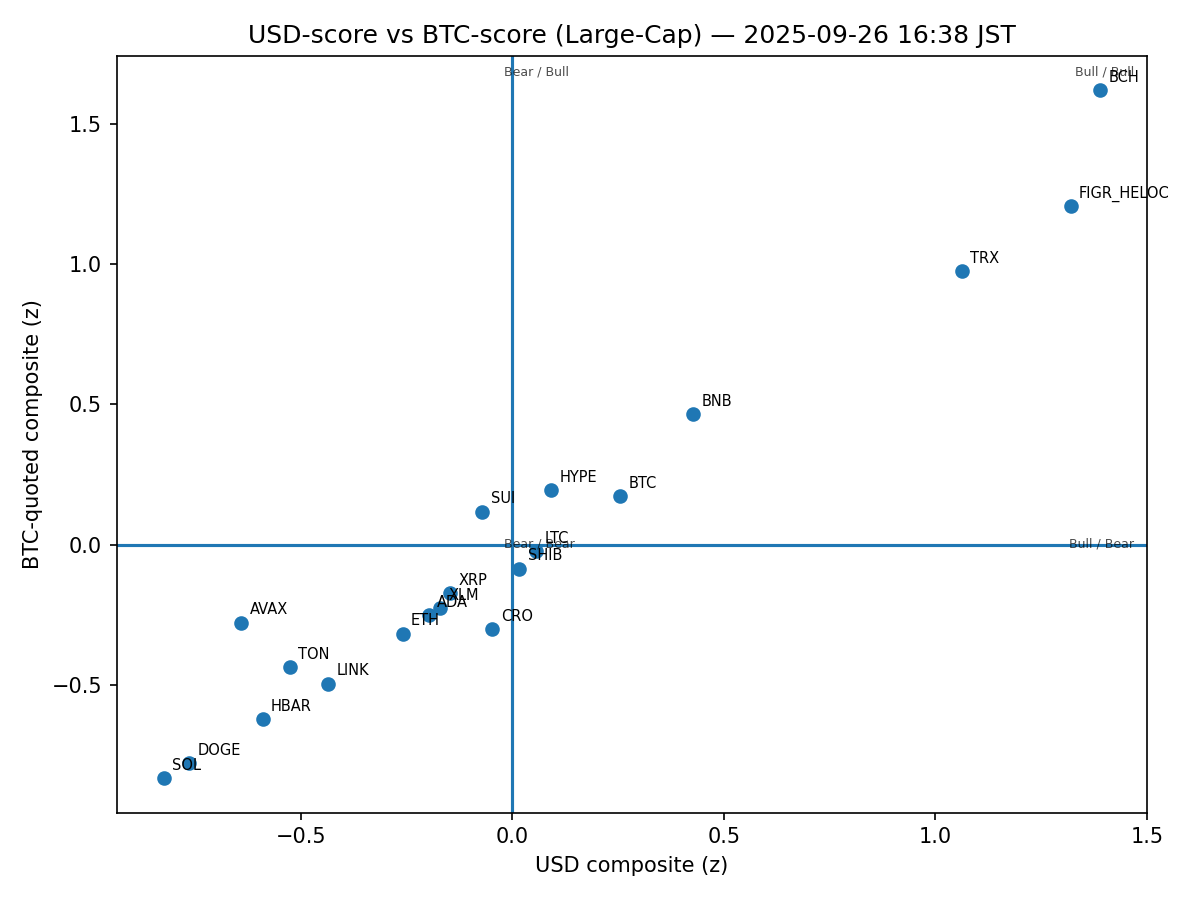 USD-score vs BTC-score (Large-Cap) — 2025-09-26 16:38 JST
Bear / Bull
Bull / Bull
BCH
1.5
FIGR_HELOC
TRX
1.0
BTC-quoted composite (z)
BNB
0.5
HYPE
BTC
SUI
LTC
0.0
Bear / Bear
Bull / Bear
SHIB
XRP
XLM
ADA
AVAX
ETH
CRO
TON
LINK
−0.5
HBAR
DOGE
SOL
−0.5
0.0
0.5
1.0
1.5
USD composite (z)